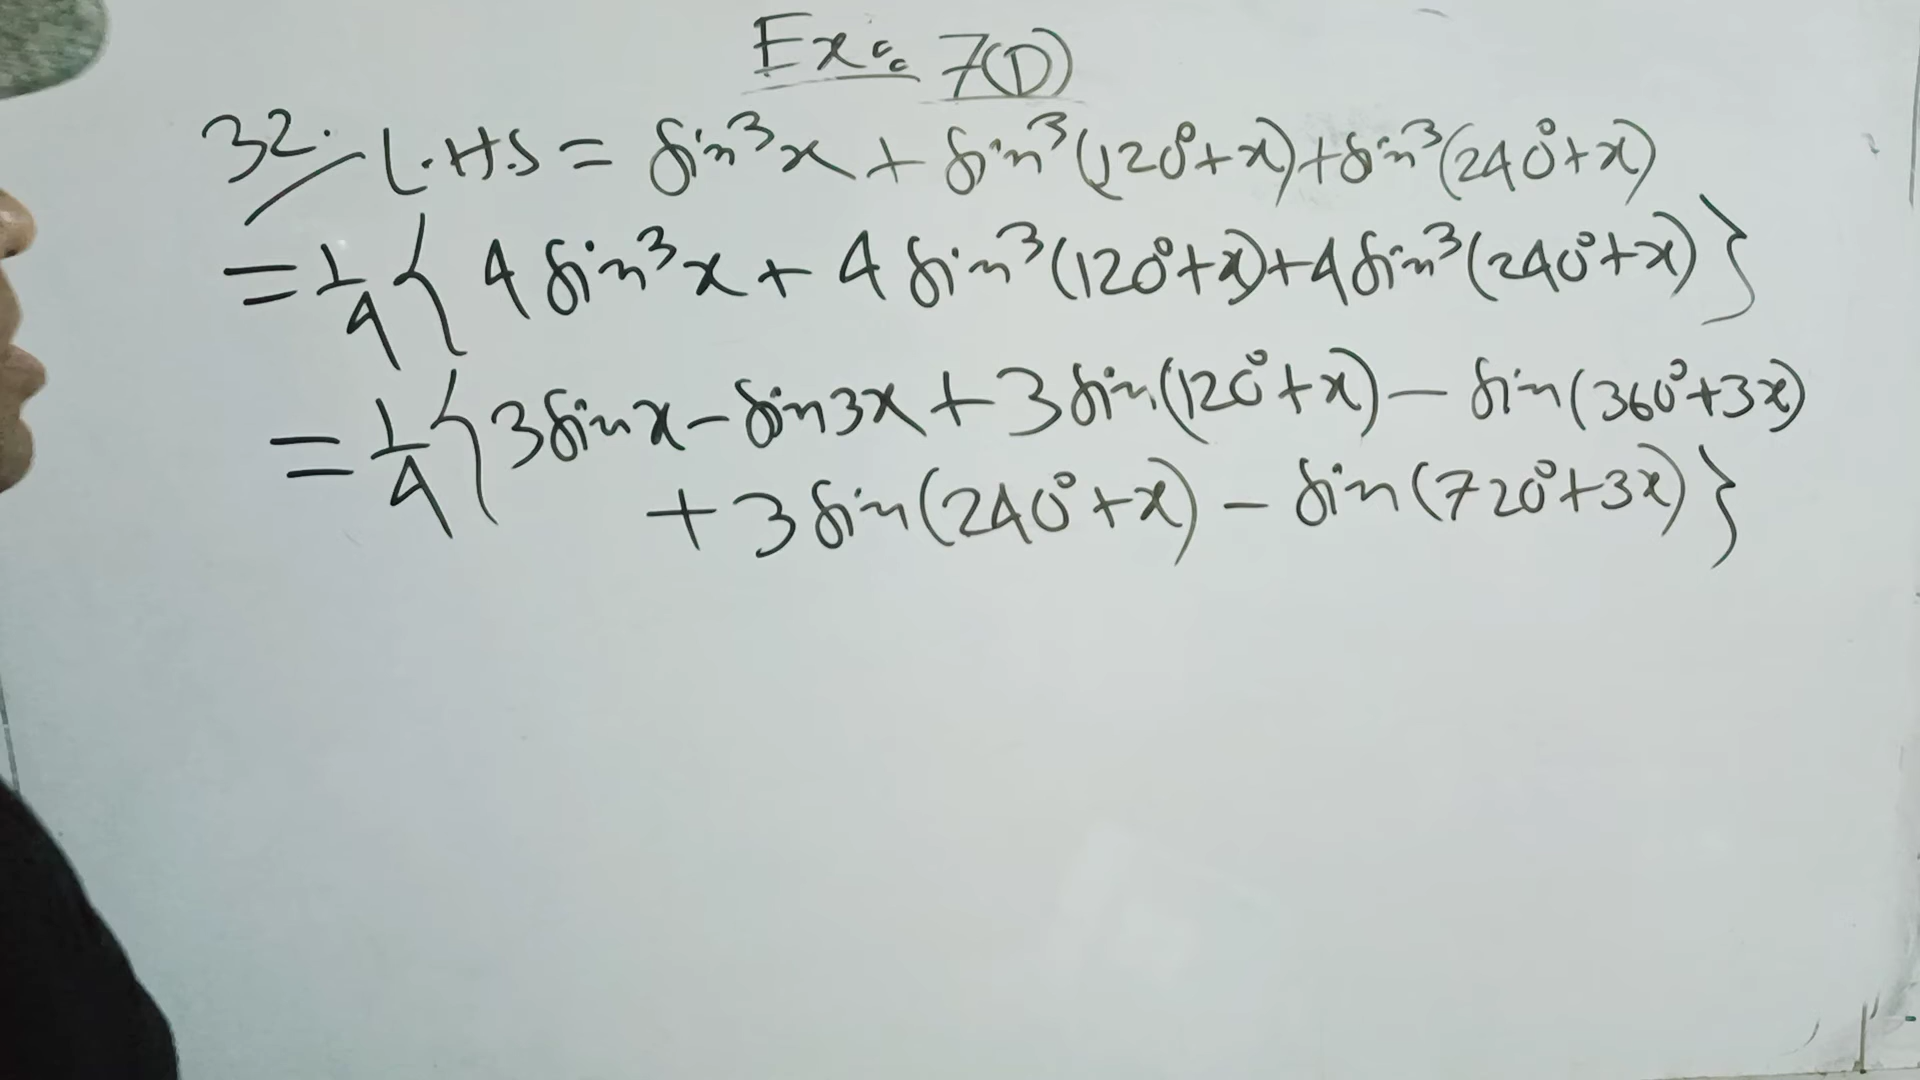 Ex: 7(D)
32. L.H.S = sin³x + sin³(120°+x)+sin³(240°+x)
= 1/4 { 4 sin³x + 4 sin³(120°+x)+4 sin³(240°+x) }
= 1/4 { 3 sin x - sin 3x + 3 sin(120°+x) - sin(360°+3x)
+ 3 sin(240°+x) - sin(720°+3x) }